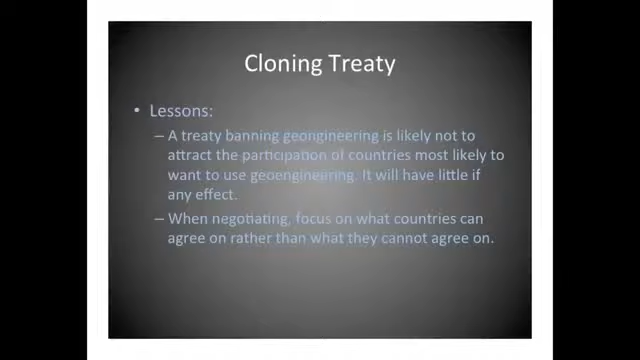 Cloning Treaty
• Lessons:
– A treaty banning geongineering is likely not to
attract the participation of countries most likely to
want to use geoengineering. It will have little if
any effect.
– When negotiating, focus on what countries can
agree on rather than what they cannot agree on.